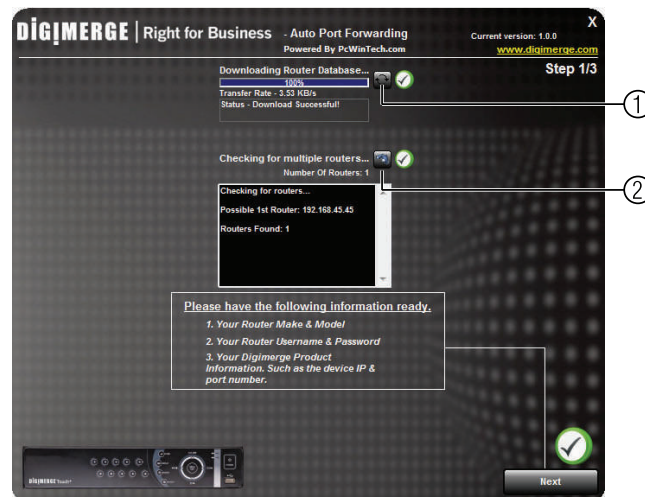 DIGIMERGE | Right for Business - Auto Port Forwarding
Powered By PcWinTech.com
Current version: 1.0.0
X
www.digimerge.com
Step 1/3
Downloading Router Database...
100%
Transfer Rate - 3.53 KB/s
Status - Download Successful!
1
Checking for multiple routers...
Number Of Routers: 1
2
Checking for routers...
Possible 1st Router: 192.168.45.45
Routers Found: 1
Please have the following information ready.
1. Your Router Make & Model
2. Your Router Username & Password
3. Your Digimerge Product
Information. Such as the device IP &
port number.
DIGIMERGE Touch
Next